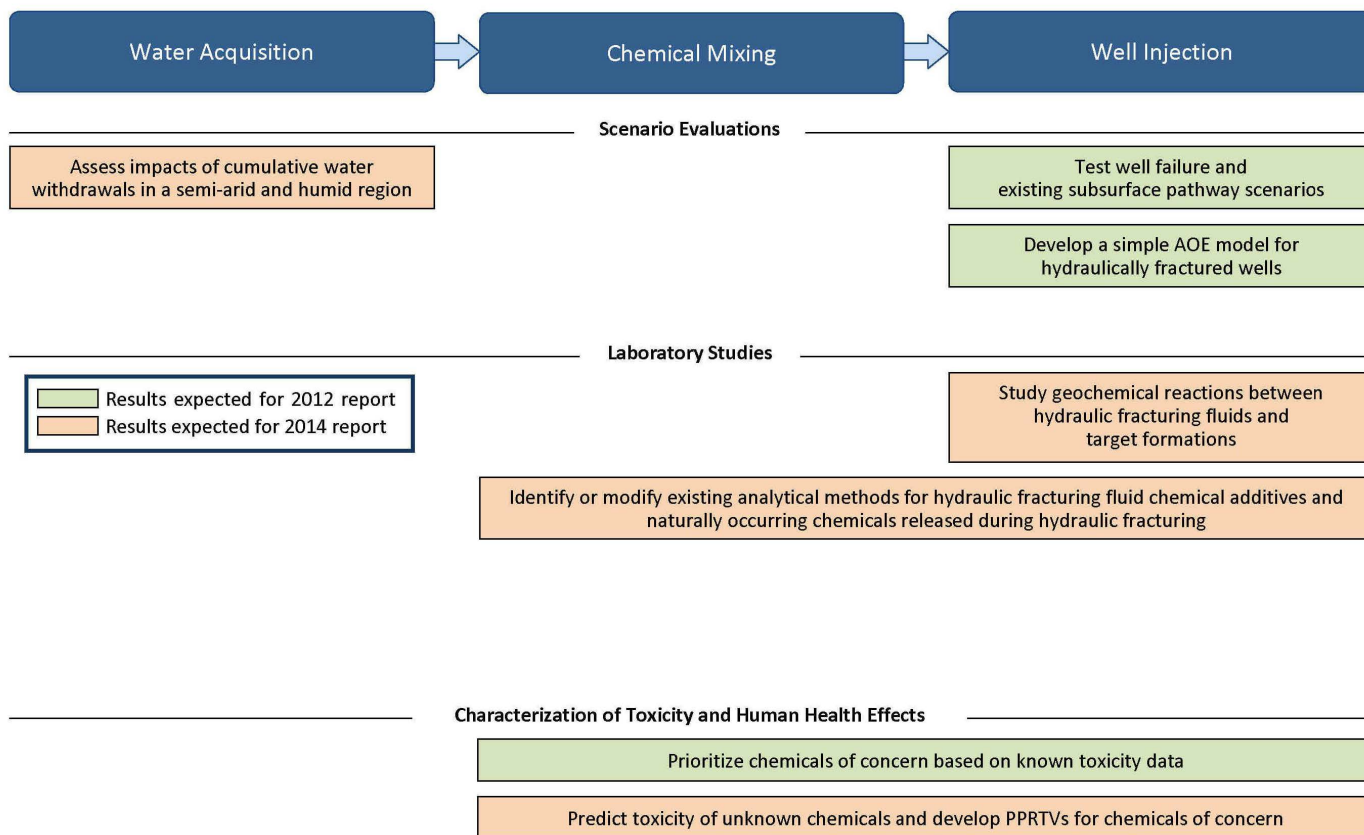 Water Acquisition
Chemical Mixing
Well Injection
Scenario Evaluations
Assess impacts of cumulative water
withdrawals in a semi-arid and humid region
Test well failure and
existing subsurface pathway scenarios
Develop a simple AOE model for
hydraulically fractured wells
Laboratory Studies
Results expected for 2012 report
Results expected for 2014 report
Study geochemical reactions between
hydraulic fracturing fluids and
target formations
Identify or modify existing analytical methods for hydraulic fracturing fluid chemical additives and
naturally occurring chemicals released during hydraulic fracturing
Characterization of Toxicity and Human Health Effects
Prioritize chemicals of concern based on known toxicity data
Predict toxicity of unknown chemicals and develop PPRTVs for chemicals of concern